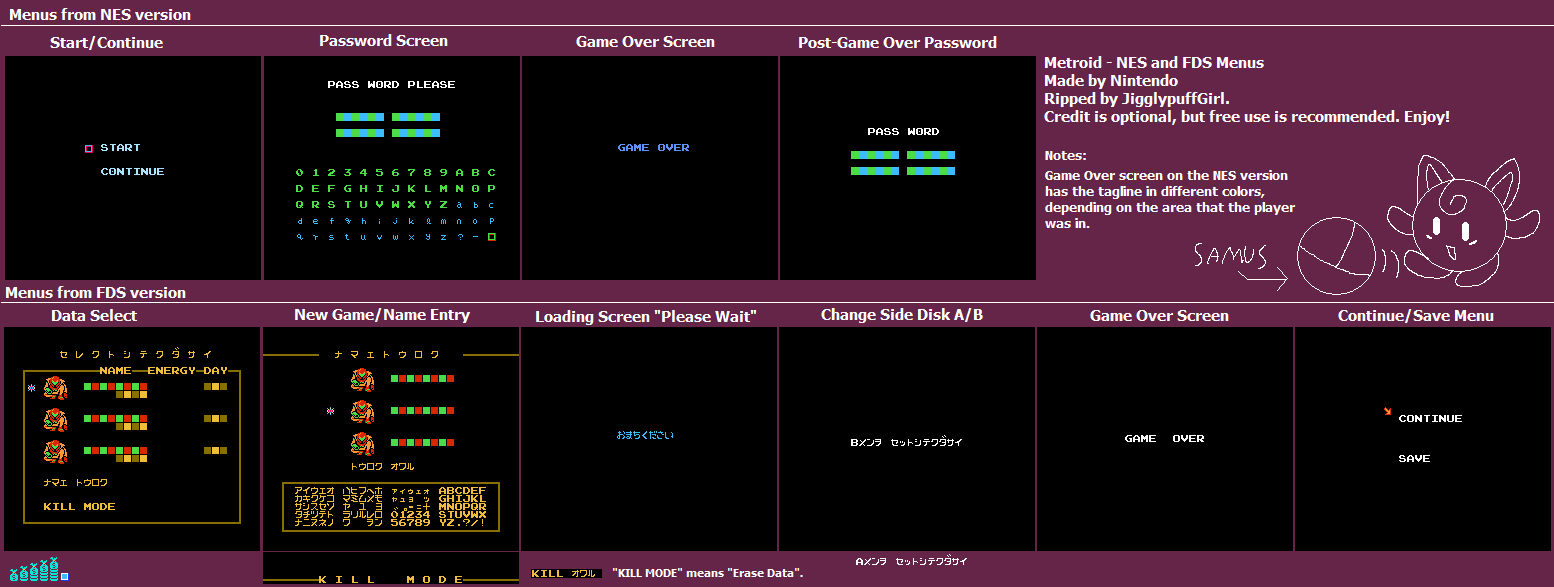 Menus from NES version
Start/Continue
Password Screen
Game Over Screen
Post-Game Over Password
START
CONTINUE
PASS WORD PLEASE
0 1 2 3 4 5 6 7 8 9 A B C
D E F G H I J K L M N O P
Q R S T U V W X Y Z a b c
d e f g h i j k l m n o p
q r s t u v w x y z ? -
GAME OVER
PASS WORD
Metroid - NES and FDS Menus
Made by Nintendo
Ripped by JigglypuffGirl.
Credit is optional, but free use is recommended. Enjoy!
Notes:
Game Over screen on the NES version
has the tagline in different colors,
depending on the area that the player
was in.
SAMUS
Menus from FDS version
Data Select
New Game/Name Entry
Loading Screen "Please Wait"
Change Side Disk A/B
Game Over Screen
Continue/Save Menu
セレクトシテクダサイ
NAME ENERGY DAY
ナマエ トウロク
KILL MODE
ナマエトウロク
トウロク オワル
アイウエオ ハヒフヘホ ァィゥェォ ABCDEF
カキクケコ マミムメモ ャュョ ッ GHIJKL
サシスセソ ヤ ユ ヨ MNOPQR
タチツテト ラリルレロ 01234 STUVWX
ナニヌネノ ワ ヲン 56789 YZ.?/!
KILL MODE
おまちください
KILL オワル
"KILL MODE" means "Erase Data".
Bメンヲ セットシテクダサイ
Aメンヲ セットシテクダサイ
GAME OVER
CONTINUE
SAVE